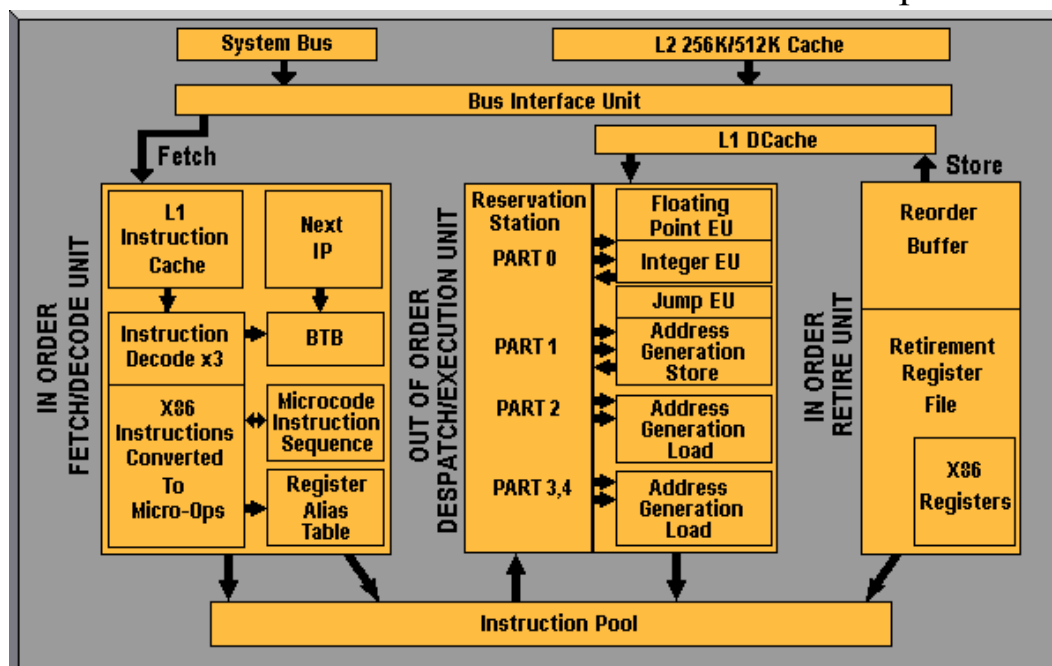 System Bus
L2 256K/512K Cache
Bus Interface Unit
L1 DCache
Fetch
Store
IN ORDER
FETCH/DECODE UNIT
L1
Instruction
Cache
Next
IP
Instruction
Decode x3
BTB
X86
Instructions
Converted
To
Micro-Ops
Microcode
Instruction
Sequence
Register
Alias
Table
OUT OF ORDER
DESPATCH/EXECUTION UNIT
Reservation
Station
PART 0
PART 1
PART 2
PART 3,4
Floating
Point EU
Integer EU
Jump EU
Address
Generation
Store
Address
Generation
Load
Address
Generation
Load
IN ORDER
RETIRE UNIT
Reorder
Buffer
Retirement
Register
File
X86
Registers
Instruction Pool